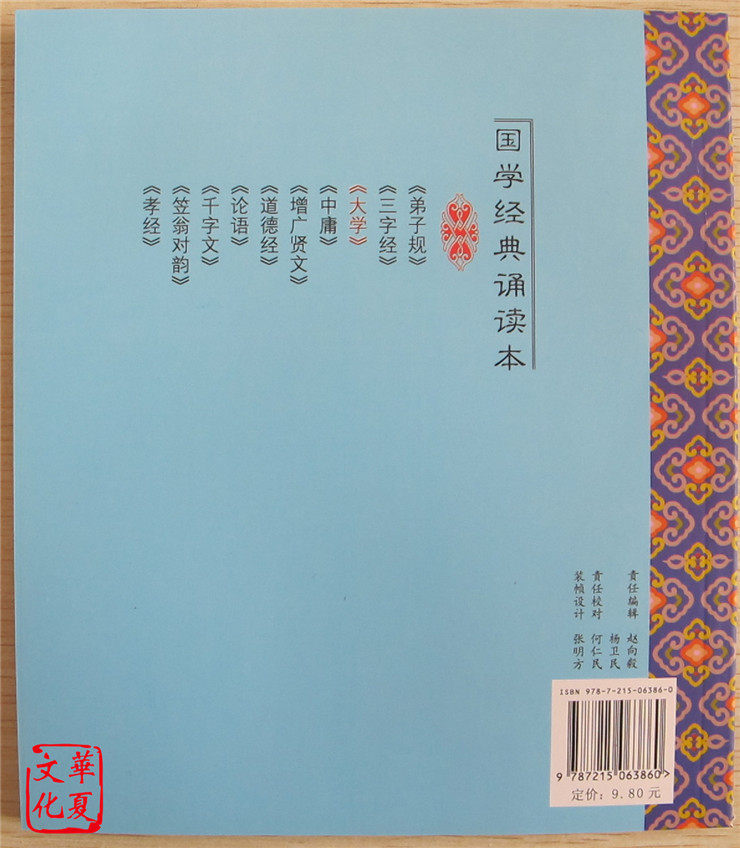 国学经典诵读本
《弟子规》
《三字经》
《大学》
《中庸》
《增广贤文》
《道德经》
《论语》
《千字文》
《笠翁对韵》
《孝经》
責任编辑 赵向毅
杨卫民
責任校对 何仁民
装帧设计 张明方
ISBN 978-7-215-06386-0
9 787215 063860>
定价: 9.80元
華夏
文化